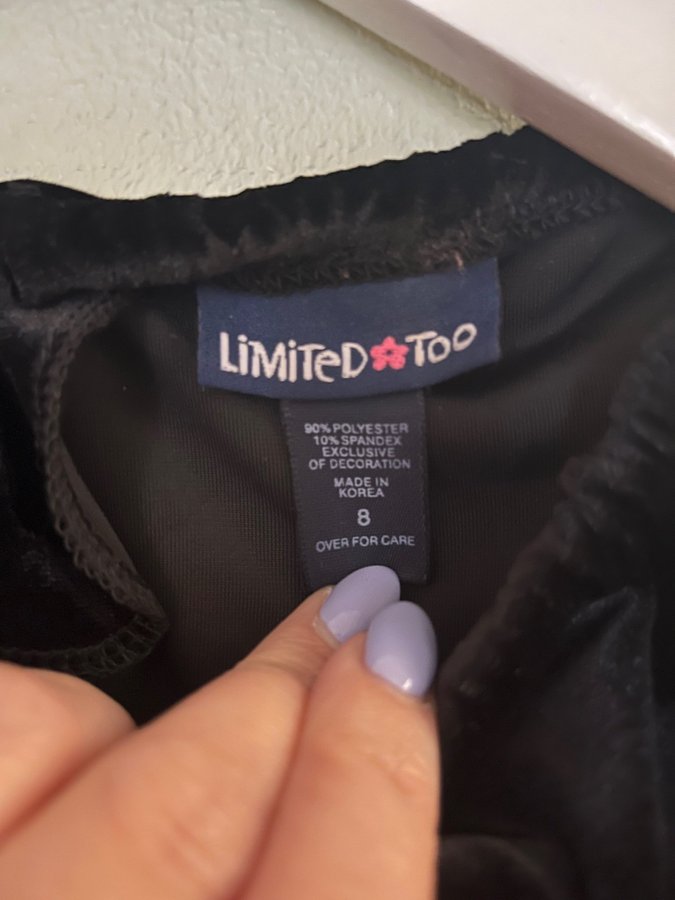 LiMiTeD TOO
90% POLYESTER
10% SPANDEX
EXCLUSIVE
OF DECORATION
MADE IN
KOREA
8
OVER FOR CARE